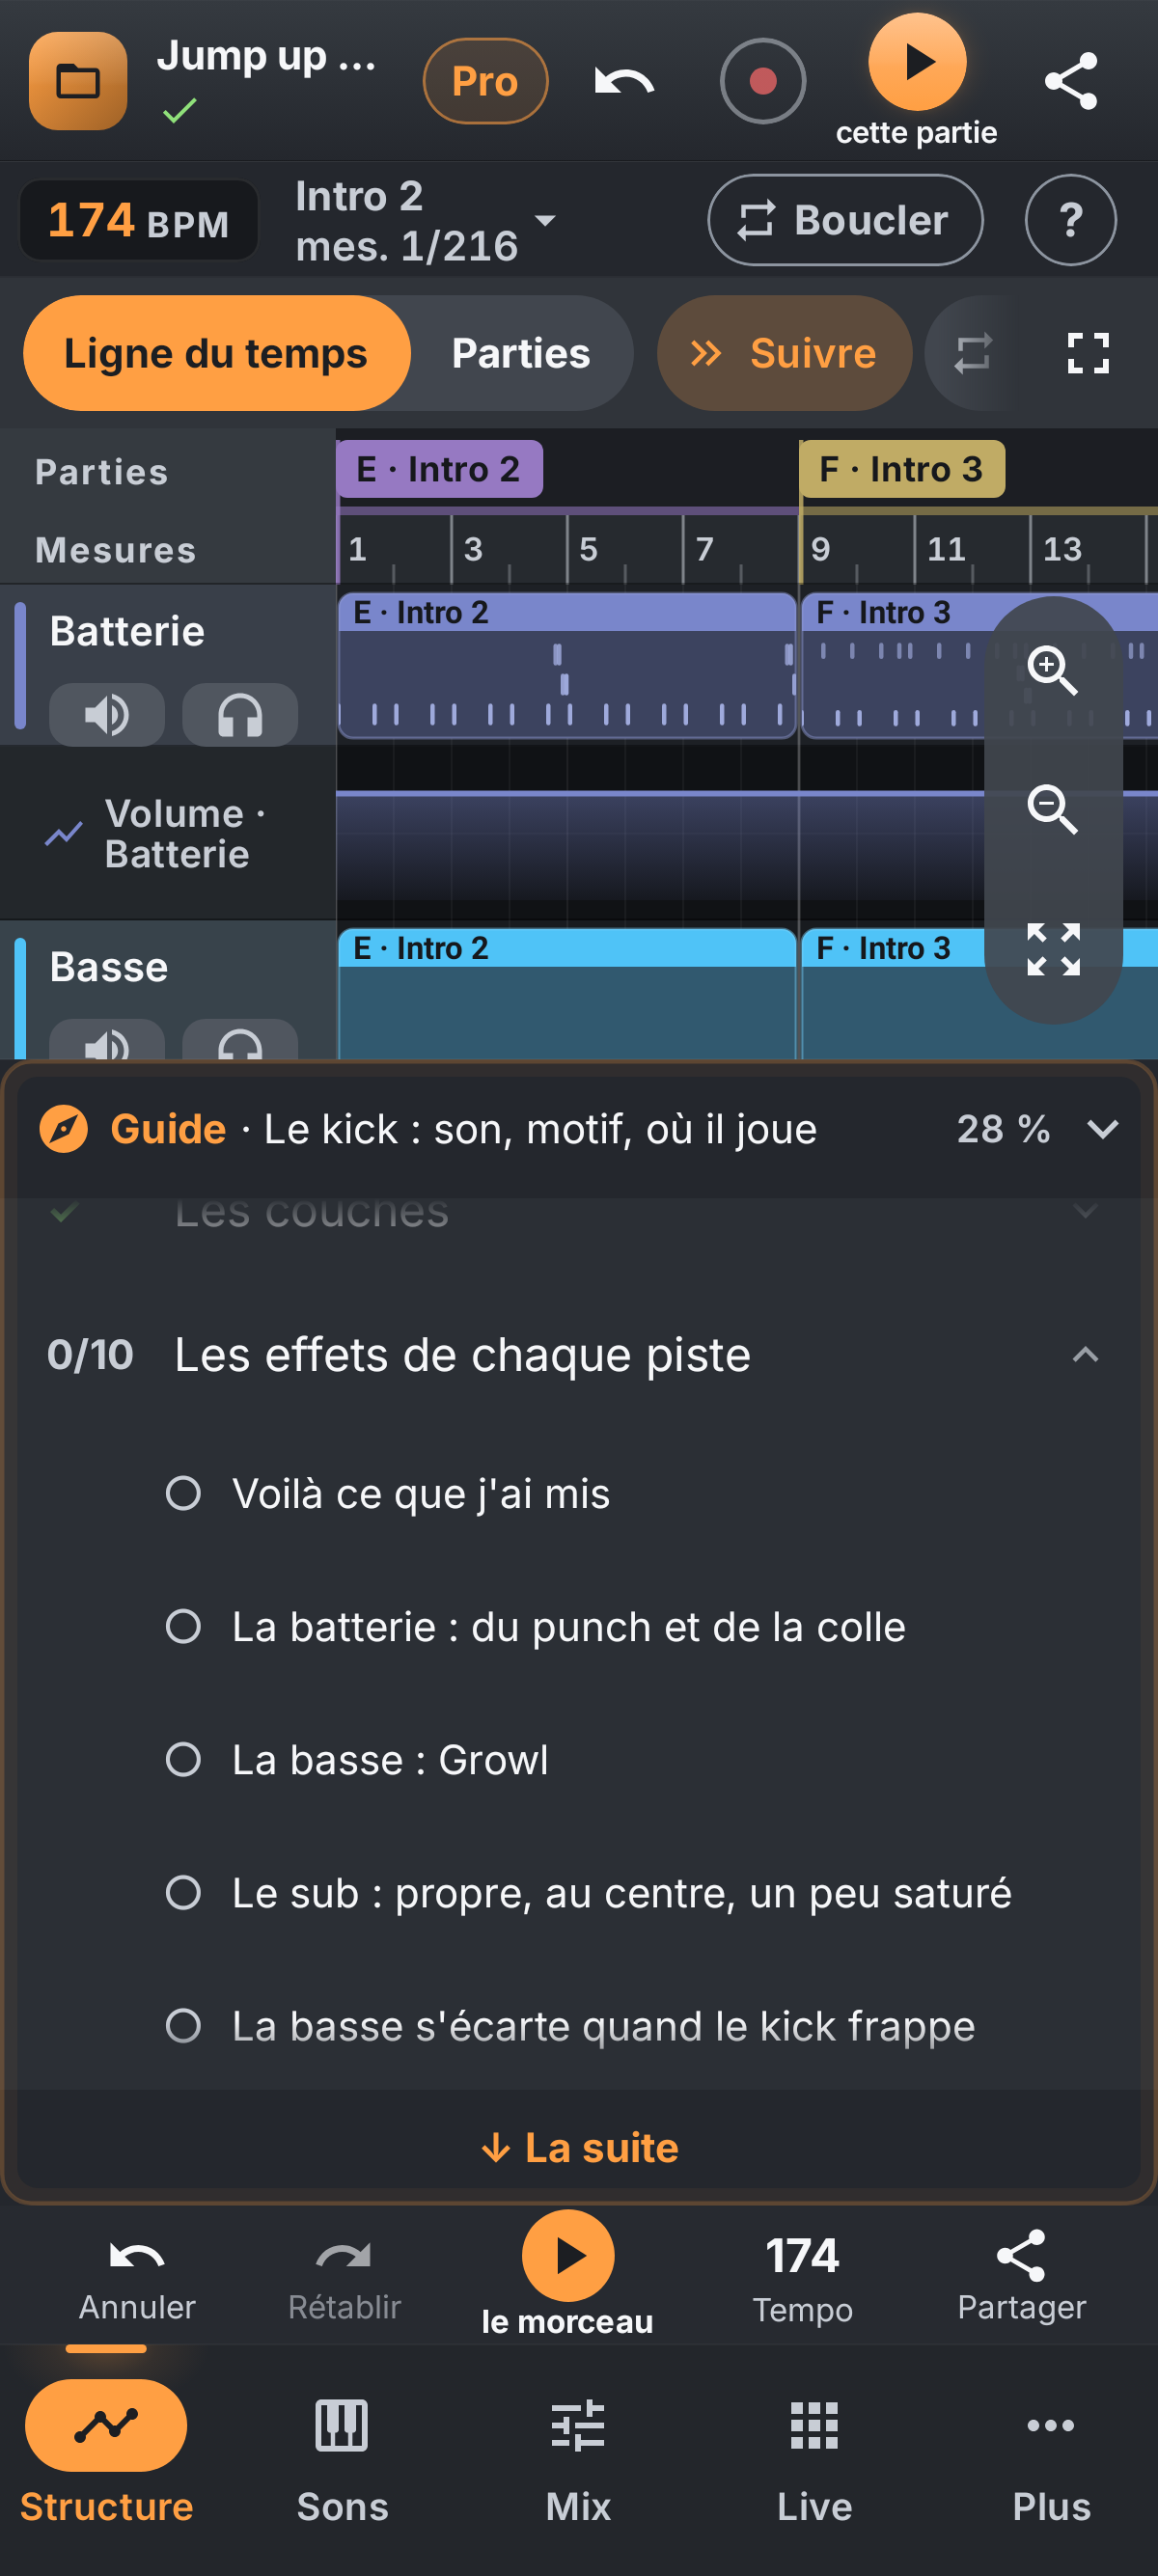 Jump up ...
Pro
cette partie
174 BPM
Intro 2
mes. 1/216
Boucler
?
Ligne du temps
Parties
Suivre
Parties
E · Intro 2
F · Intro 3
Mesures
1
3
5
7
9
11
13
Batterie
E · Intro 2
F · Intro 3
Volume ·
Batterie
Basse
E · Intro 2
F · Intro 3
Guide · Le kick : son, motif, où il joue
28 %
Les couches
0/10
Les effets de chaque piste
Voilà ce que j'ai mis
La batterie : du punch et de la colle
La basse : Growl
Le sub : propre, au centre, un peu saturé
La basse s'écarte quand le kick frappe
La suite
Annuler
Rétablir
le morceau
174
Tempo
Partager
Structure
Sons
Mix
Live
Plus